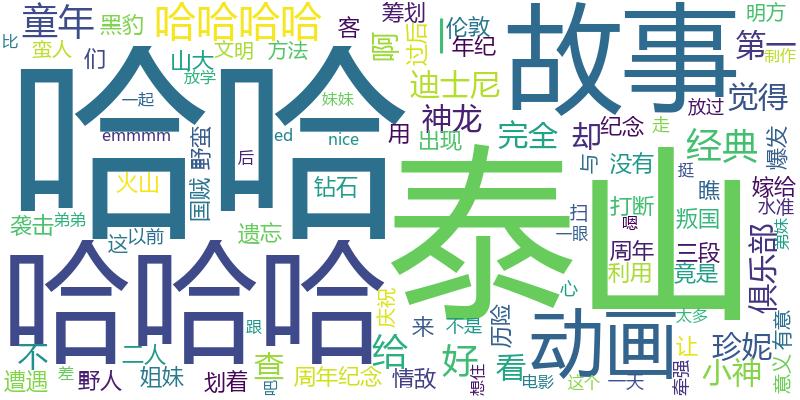 童年
黑豹
哈哈哈哈
客
筹划
伦敦
明方
比
蛮人
们
山大
文明
方法
啊
过后
年纪
第一
制作
放学
迪士尼
觉得
哈哈
故事
一起
妹妹
神龙
用
出现
完全
却
纪念
放过
走
emmmm
野蛮
后
ed
nice
经典
爆发
火山
国贼
钻石
泰山
与
没有
挺
瞧
嫁给
水准
袭击
弟弟
这
以前
遗忘
扫
一眼
打断
嗯
叛国
俱乐部
弟妹
周年
三段
利用
竟是
哈哈哈
庆祝
跟
来
不是
历险
心
太多
有意
动画
珍妮
不
二人
查
给
好
看
让
小神
遭遇
差
野人
姐妹
划着
吧
周年纪念
情敌
想住
电影
这个
一天
牵强
意义